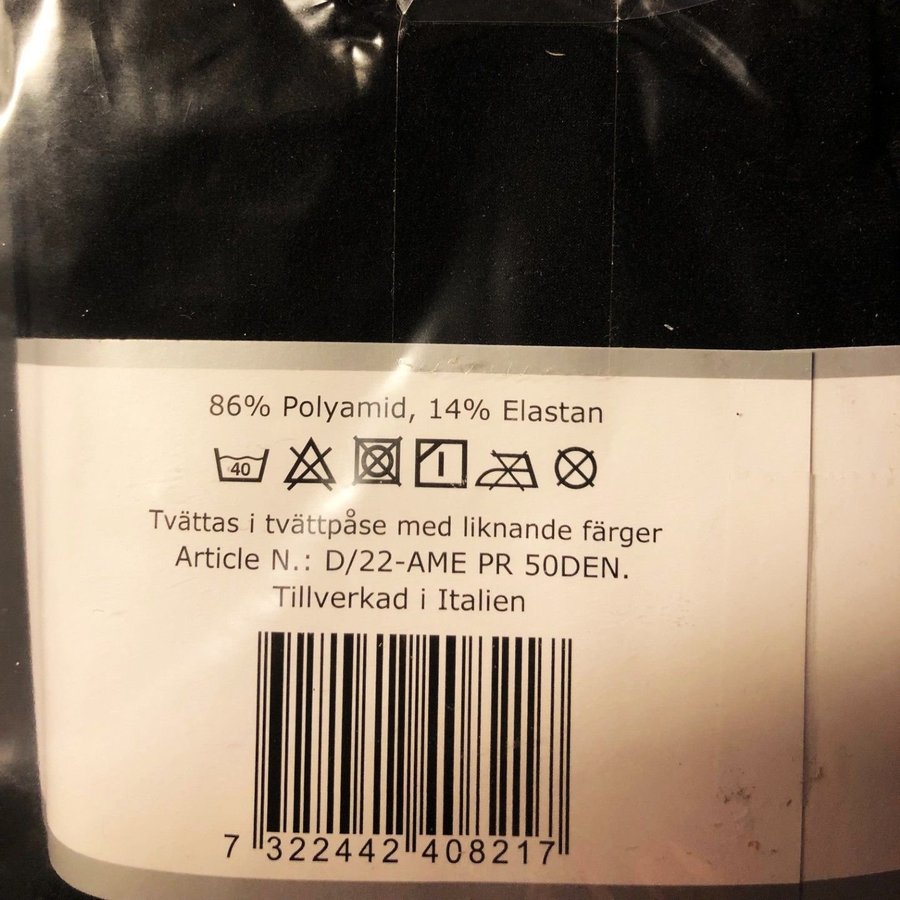 86% Polyamid, 14% Elastan
40
Tvättas i tvättpåse med liknande färger
Article N.: D/22-AME PR 50DEN.
Tillverkad i Italien
7 322442 408217